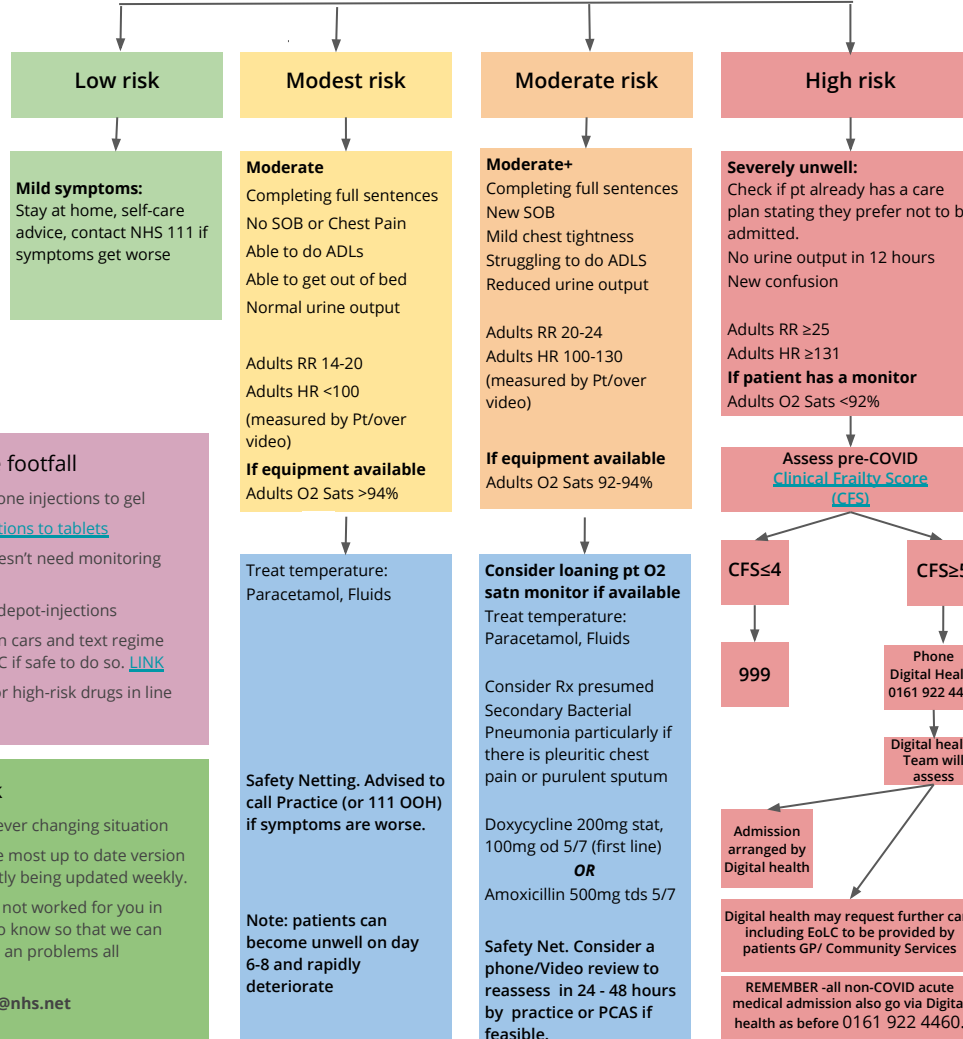 Low risk
Modest risk
Moderate risk
High risk
Mild symptoms:
Stay at home, self-care
advice, contact NHS 111 if
symptoms get worse
Moderate
Completing full sentences
No SOB or Chest Pain
Able to do ADLs
Able to get out of bed
Normal urine output
Adults RR 14-20
Adults HR <100
(measured by Pt/over
video)
If equipment available
Adults O2 Sats >94%
Treat temperature:
Paracetamol, Fluids
Safety Netting. Advised to
call Practice (or 111 OOH)
if symptoms are worse.
Note: patients can
become unwell on day
6-8 and rapidly
deteriorate
Moderate+
Completing full sentences
New SOB
Mild chest tightness
Struggling to do ADLS
Reduced urine output
Adults RR 20-24
Adults HR 100-130
(measured by Pt/over
video)
If equipment available
Adults O2 Sats 92-94%
Consider loaning pt O2
satn monitor if available
Treat temperature:
Paracetamol, Fluids
Consider Rx presumed
Secondary Bacterial
Pneumonia particularly if
there is pleuritic chest
pain or purulent sputum
Doxycycline 200mg stat,
100mg od 5/7 (first line)
OR
Amoxicillin 500mg tds 5/7
Safety Net. Consider a
phone/Video review to
reassess in 24 - 48 hours
by practice or PCAS if
feasible.
Severely unwell:
Check if pt already has a care
plan stating they prefer not to
admitted.
No urine output in 12 hours
New confusion
Adults RR ≥25
Adults HR ≥131
If patient has a monitor
Adults O2 Sats <92%
Assess pre-COVID
Clinical Frailty Score
(CFS)
CFS≤4
CFS≥5
999
Phone
Digital
0161 922
Digital
Team will
assess
Admission
arranged by
Digital health
Digital health may request further
including EoLC to be provided by
patients GP/ Community Services
REMEMBER -all non-COVID acute
medical admission also go via
health as before 0161 922 4460.
footfall
injections to gel
to tablets
need monitoring
depot-injections
cars and text regime
if safe to do so. LINK
high-risk drugs in line
ever changing situation
most up to date version
being updated weekly.
not worked for you in
know so that we can
an problems all
@nhs.net